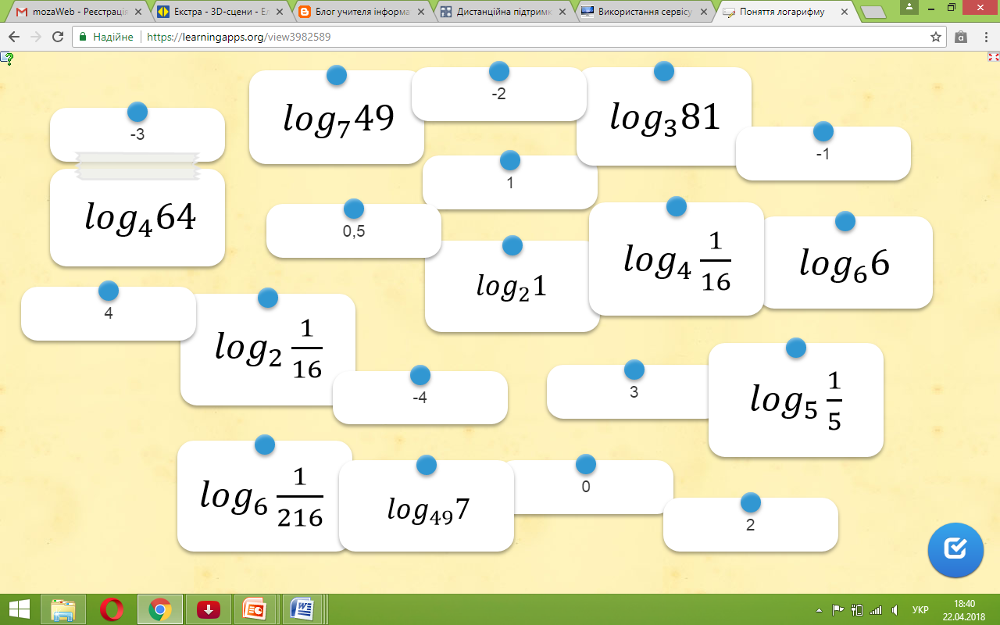 mozaWeb - Реєстрація
Екстра - 3D-сцени - Ел
Блог учителя інформа
Дистанційна підтримк
Використання сервісу
Поняття логарифму
Надійне
https://learningapps.org/view3982589
-3
log₇49
-2
log₃81
-1
1
log₄64
0,5
log₂1
log₄ 1/16
log₆6
4
log₂ 1/16
-4
3
log₅ 1/5
log₆ 1/216
log₄₉7
0
2
УКР
18:40
22.04.2018